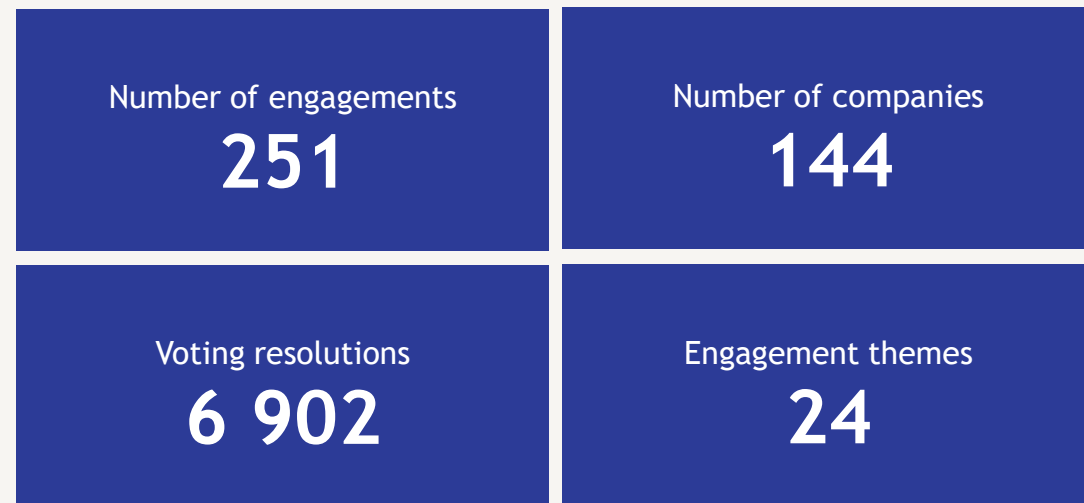 Number of engagements
251
Number of companies
144
Voting resolutions
6 902
Engagement themes
24